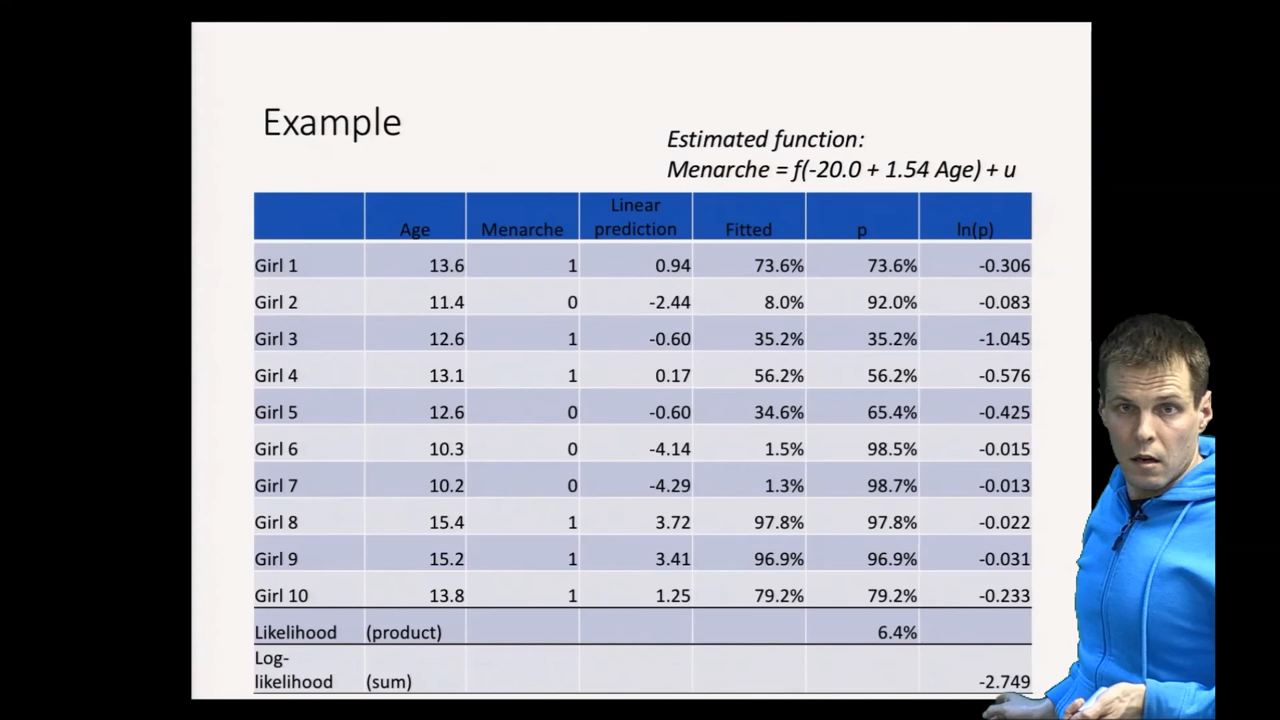 Example
Estimated function:
Menarche = f(-20.0 + 1.54 Age) + u
Age Menarche Linear prediction Fitted p ln(p)
Girl 1 13.6 1 0.94 73.6% 73.6% -0.306
Girl 2 11.4 0 -2.44 8.0% 92.0% -0.083
Girl 3 12.6 1 -0.60 35.2% 35.2% -1.045
Girl 4 13.1 1 0.17 56.2% 56.2% -0.576
Girl 5 12.6 0 -0.60 34.6% 65.4% -0.425
Girl 6 10.3 0 -4.14 1.5% 98.5% -0.015
Girl 7 10.2 0 -4.29 1.3% 98.7% -0.013
Girl 8 15.4 1 3.72 97.8% 97.8% -0.022
Girl 9 15.2 1 3.41 96.9% 96.9% -0.031
Girl 10 13.8 1 1.25 79.2% 79.2% -0.233
Likelihood (product) 6.4%
Log-
likelihood (sum) -2.749